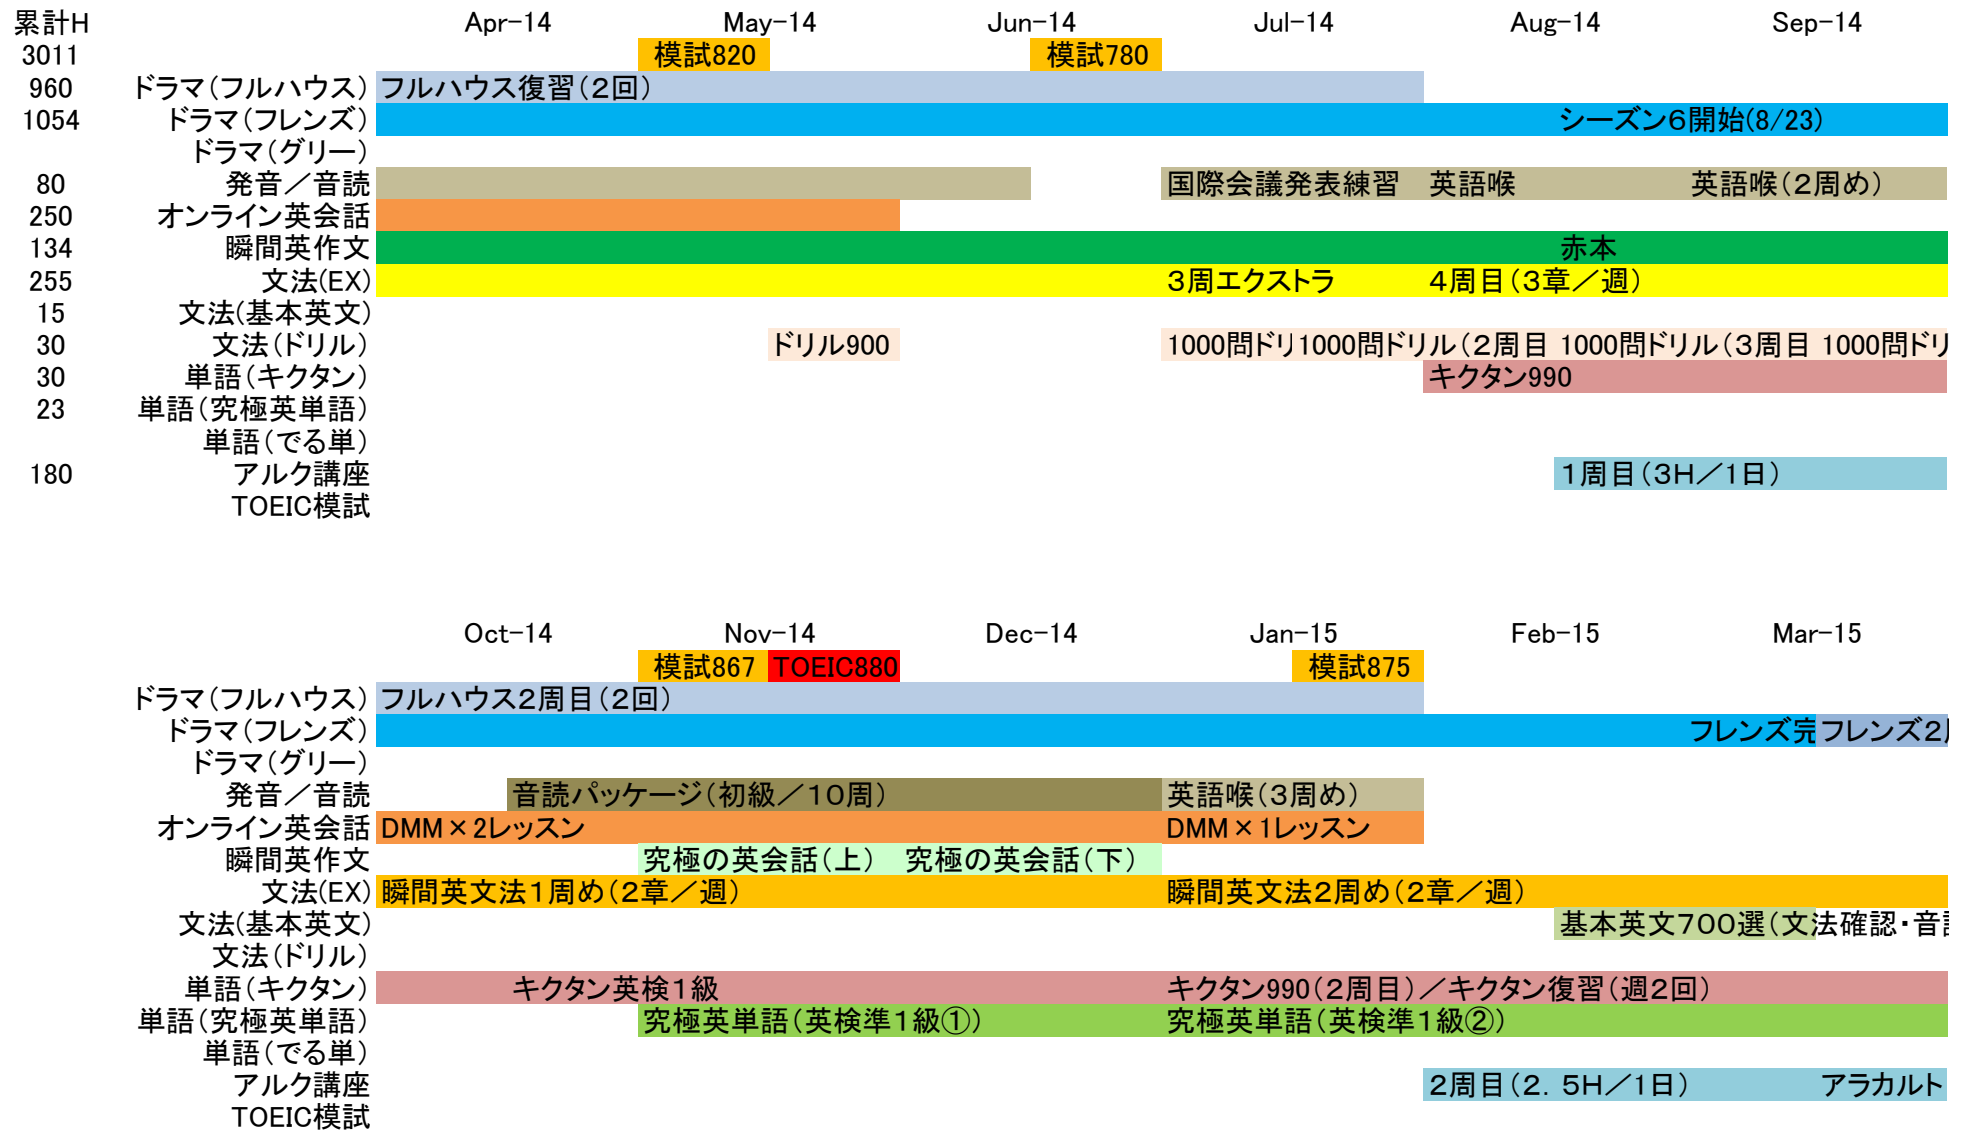 累計H Apr-14 May-14 Jun-14 Jul-14 Aug-14 Sep-14
3011 模試820 模試780
960 ドラマ（フルハウス） フルハウス復習（２回）
1054 ドラマ（フレンズ） シーズン６開始(8/23)
ドラマ（グリー）
80 発音／音読 国際会議発表練習 英語喉 英語喉（２周め）
250 オンライン英会話
134 瞬間英作文 赤本
255 文法(EX) ３周エクストラ ４周目（３章／週）
15 文法(基本英文)
30 文法（ドリル） ドリル900 1000問ドリ 1000問ドリル（２周目 1000問ドリル（３周目 1000問ドリ
30 単語（キクタン） キクタン990
23 単語（究極英単語）
単語（でる単）
180 アルク講座 １周目（３Ｈ／１日）
TOEIC模試
Oct-14 Nov-14 Dec-14 Jan-15 Feb-15 Mar-15
模試867 TOEIC880 模試875
ドラマ（フルハウス） フルハウス２周目（２回）
ドラマ（フレンズ） フレンズ完 フレンズ２
ドラマ（グリー）
発音／音読 音読パッケージ（初級／１０周） 英語喉（３周め）
オンライン英会話 DMM×2レッスン DMM×1レッスン
瞬間英作文 究極の英会話（上） 究極の英会話（下）
文法(EX) 瞬間英文法１周め（２章／週） 瞬間英文法２周め（２章／週）
文法(基本英文) 基本英文７００選（文法確認・音
文法（ドリル）
単語（キクタン） キクタン英検１級 キクタン990（２周目）／キクタン復習（週２回）
単語（究極英単語） 究極英単語（英検準１級①） 究極英単語（英検準１級②）
単語（でる単）
アルク講座 ２周目（２．５Ｈ／１日） アラカルト
TOEIC模試